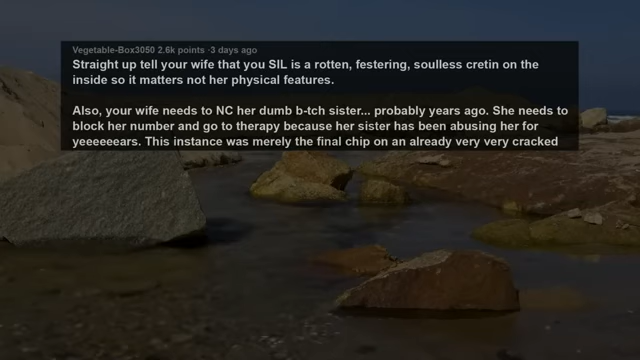 Vegetable-Box3050 2.6k points ·3 days ago
Straight up tell your wife that you SIL is a rotten, festering, soulless cretin on the
inside so it matters not her physical features.
Also, your wife needs to NC her dumb b-tch sister... probably years ago. She needs to
block her number and go to therapy because her sister has been abusing her for
yeeeeeears. This instance was merely the final chip on an already very very cracked